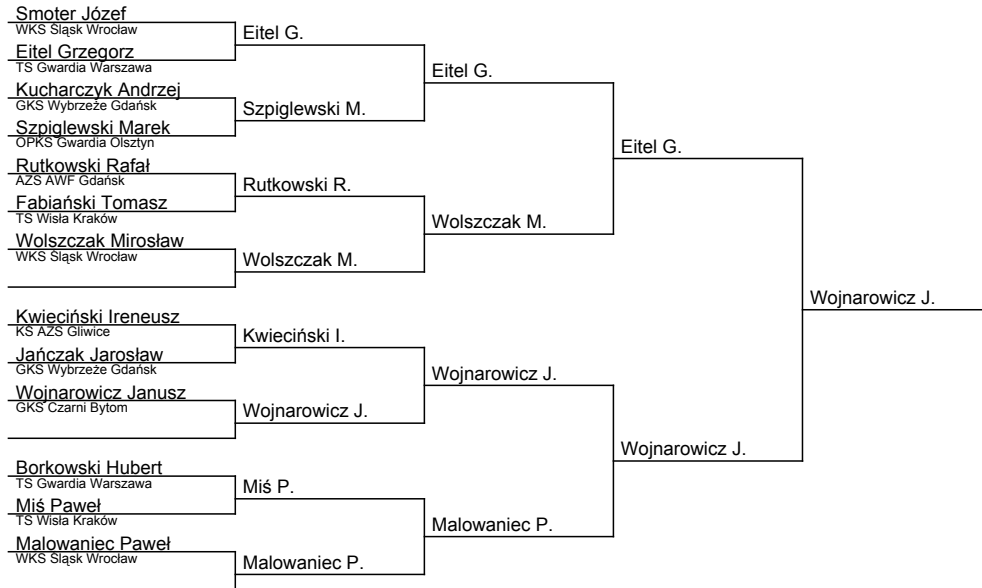 Smoter Józef
WKS Śląsk Wrocław
Eitel Grzegorz
TS Gwardia Warszawa
Kucharczyk Andrzej
GKS Wybrzeże Gdańsk
Szpiglewski Marek
OPKS Gwardia Olsztyn
Rutkowski Rafał
AZS AWF Gdańsk
Fabiański Tomasz
TS Wisła Kraków
Wolszczak Mirosław
WKS Śląsk Wrocław
Kwieciński Ireneusz
KS AZS Gliwice
Jańczak Jarosław
GKS Wybrzeże Gdańsk
Wojnarowicz Janusz
GKS Czarni Bytom
Borkowski Hubert
TS Gwardia Warszawa
Miś Paweł
TS Wisła Kraków
Malowaniec Paweł
WKS Śląsk Wrocław
Eitel G.
Szpiglewski M.
Rutkowski R.
Wolszczak M.
Kwieciński I.
Wojnarowicz J.
Miś P.
Malowaniec P.
Eitel G.
Wolszczak M.
Wojnarowicz J.
Malowaniec P.
Eitel G.
Wojnarowicz J.
Wojnarowicz J.